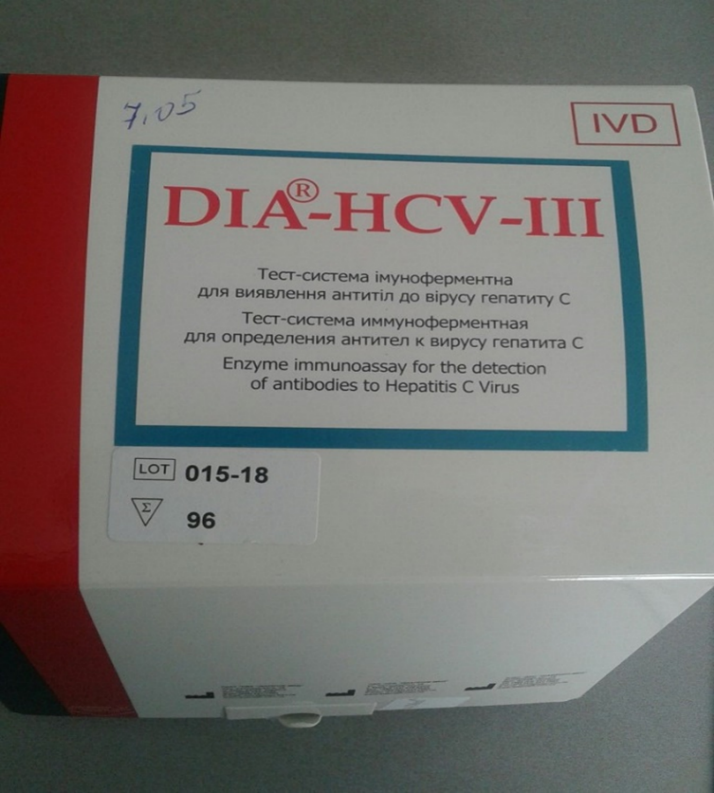 7.05
IVD
DIA®-HCV-III
Тест-система імуноферментна
для виявлення антитіл до вірусу гепатиту С
Тест-система иммуноферментная
для определения антител к вирусу гепатита С
Enzyme immunoassay for the detection
of antibodies to Hepatitis C Virus
LOT 015-18
Σ 96